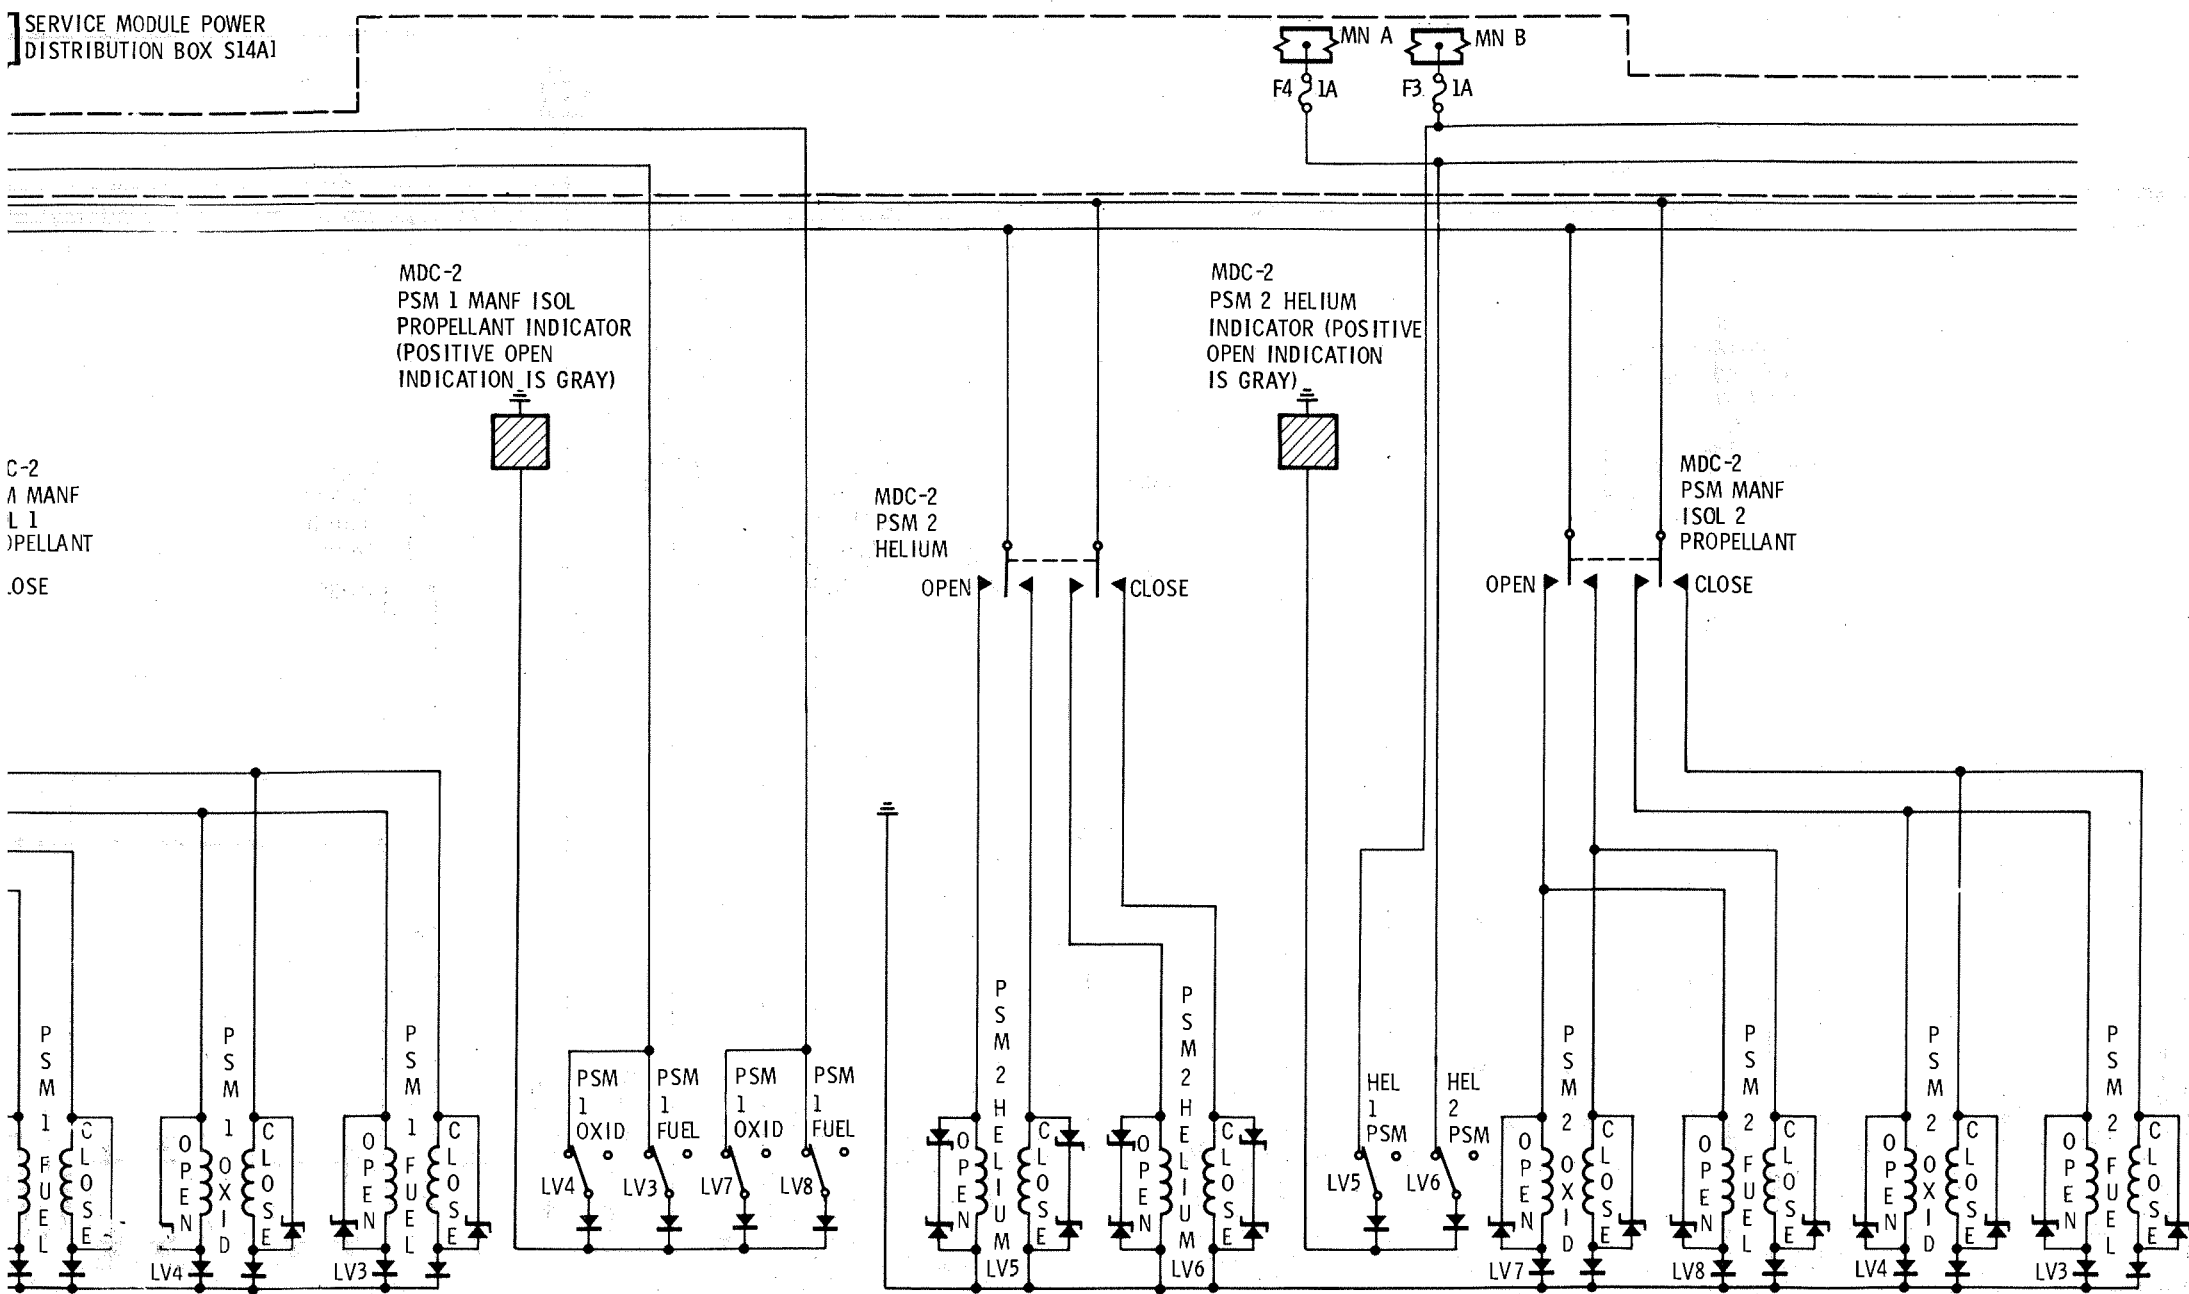 SERVICE MODULE POWER
DISTRIBUTION BOX S14A1
MN A
MN B
F4
1A
F3
1A
MDC-2
PSM 1 MANF ISOL
PROPELLANT INDICATOR
(POSITIVE OPEN
INDICATION IS GRAY)
MDC-2
PSM 2 HELIUM
INDICATOR (POSITIVE
OPEN INDICATION
IS GRAY)
C-2
MANF
L 1
OPELLANT
LOSE
MDC-2
PSM 2
HELIUM
OPEN
CLOSE
MDC-2
PSM MANF
ISOL 2
PROPELLANT
OPEN
CLOSE
PSM 1 FUEL
CLOSE
OPEN
PSM 1 OXID
CLOSE
LV4
OPEN
PSM 1 FUEL
CLOSE
LV3
PSM
1
OXID
LV4
PSM
1
FUEL
LV3
PSM
1
OXID
LV7
PSM
1
FUEL
LV8
OPEN
PSM 2 HELIUM
CLOSE
LV5
OPEN
PSM 2 HELIUM
CLOSE
LV6
HEL
1
PSM
LV5
HEL
2
PSM
LV6
OPEN
PSM 2 OXID
CLOSE
LV7
OPEN
PSM 2 FUEL
CLOSE
LV8
OPEN
PSM 2 OXID
CLOSE
LV4
OPEN
PSM 2 FUEL
CLOSE
LV3